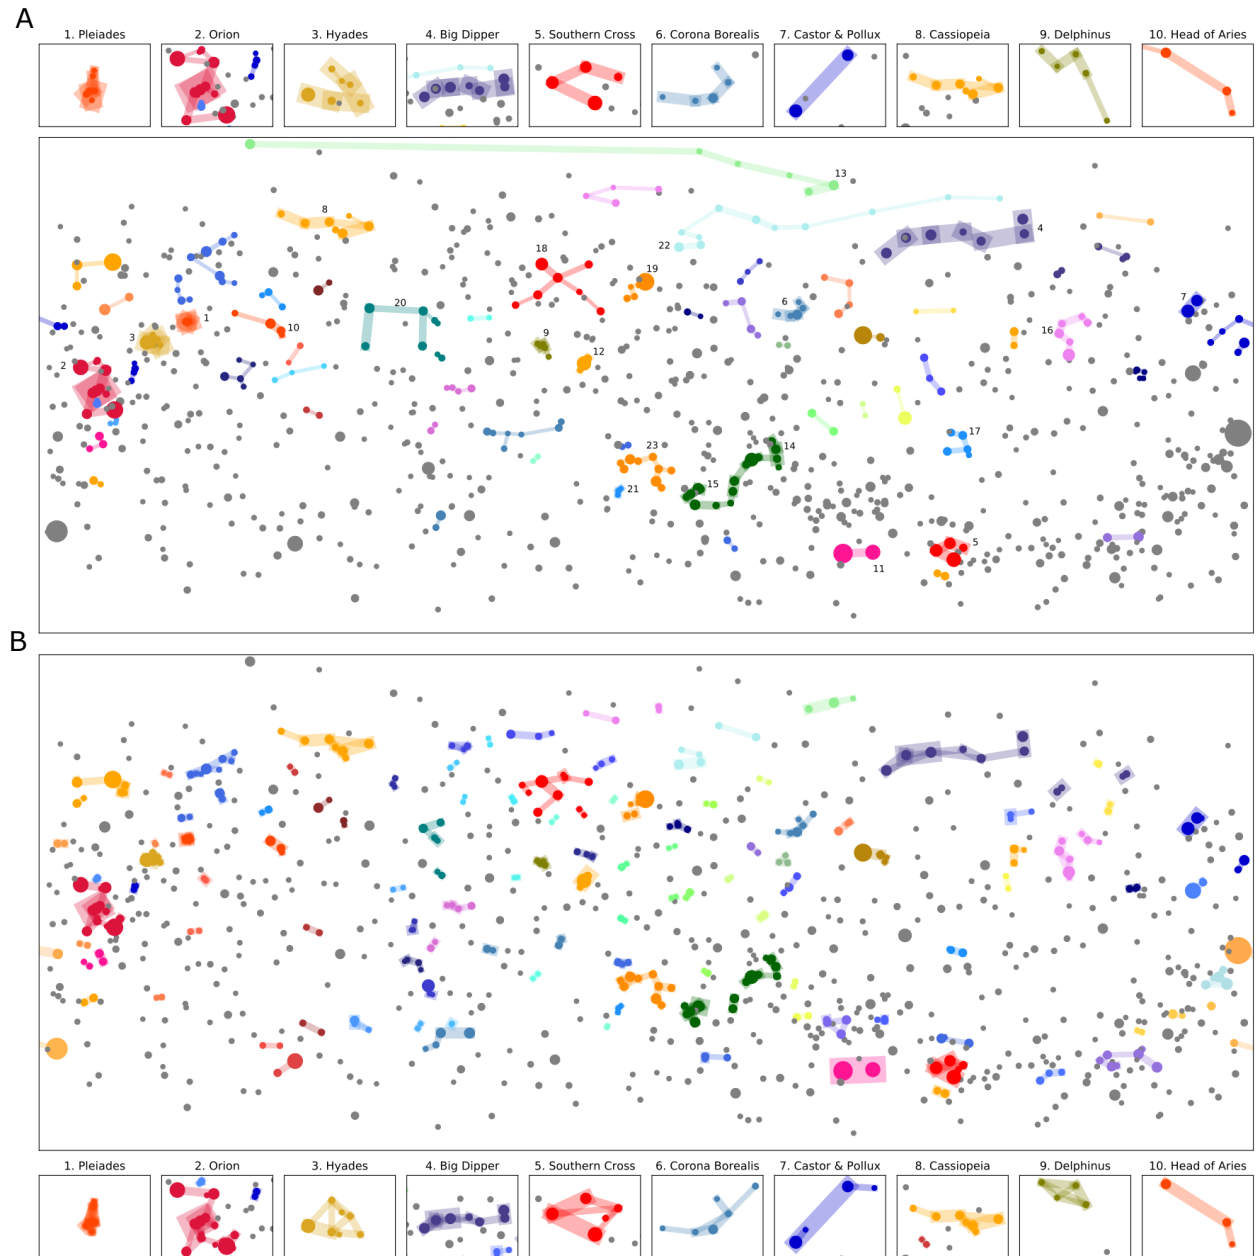 A
1. Pleiades
2. Orion
3. Hyades
4. Big Dipper
5. Southern Cross
6. Corona Borealis
7. Castor & Pollux
8. Cassiopeia
9. Delphinus
10. Head of Aries
13
8
4
22
18
19
20
6
7
1
10
16
3
9
12
2
17
23
14
15
21
5
11
B
1. Pleiades
2. Orion
3. Hyades
4. Big Dipper
5. Southern Cross
6. Corona Borealis
7. Castor & Pollux
8. Cassiopeia
9. Delphinus
10. Head of Aries